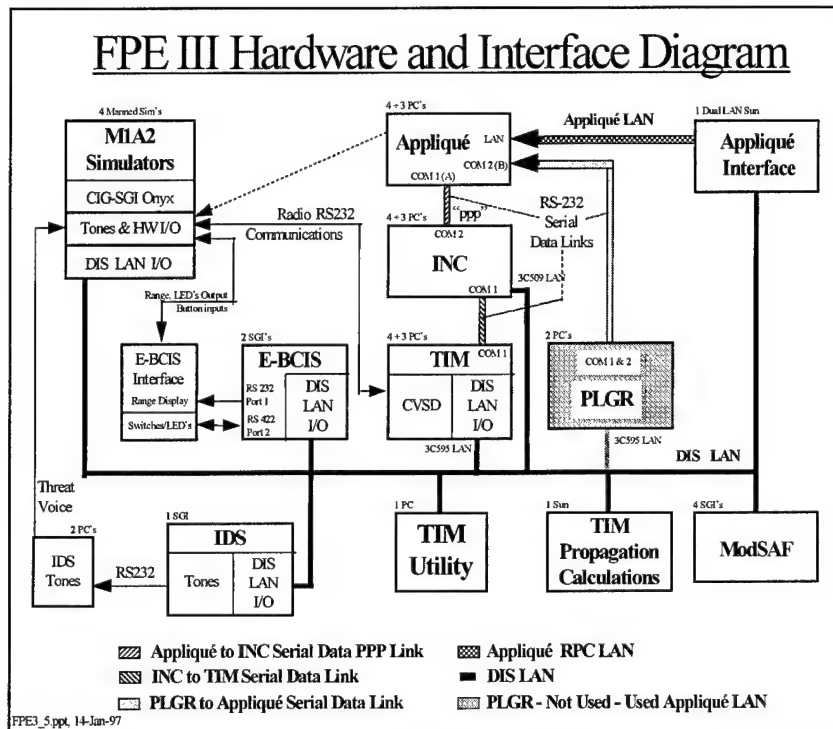 FPE III Hardware and Interface Diagram
4 Manned Sim's
M1A2
Simulators
CIG-SGI Onyx
Tones & HW I/O
DIS LAN I/O
4 + 3 PC's
Appliqué
LAN
COM 2 (B)
COM 1 (A)
Appliqué LAN
1 Dual LAN Sun
Appliqué
Interface
Radio RS232
Communications
"PPP"
RS-232
Serial
Data Links
4 + 3 PC's
COM 2
INC
COM 1
3C509 LAN
Range, LED's Output
Button inputs
E-BCIS
Interface
Range Display
Switches/LED's
2 SGI's
E-BCIS
RS 232
Port 1
RS 422
Port 2
DIS
LAN
I/O
4 + 3 PC's
TIM
COM 1
CVSD
DIS
LAN
I/O
3C595 LAN
2 PC's
COM 1 & 2
PLGR
3C595 LAN
DIS LAN
Threat
Voice
2 PC's
IDS
Tones
RS232
1 SGI
IDS
Tones
DIS
LAN
I/O
1 PC
TIM
Utility
1 Sun
TIM
Propagation
Calculations
4 SGI's
ModSAF
Appliqué to INC Serial Data PPP Link
Appliqué RPC LAN
INC to TIM Serial Data Link
DIS LAN
PLGR to Appliqué Serial Data Link
PLGR - Not Used - Used Appliqué LAN
FPE3_5.ppt, 14-Jan-97